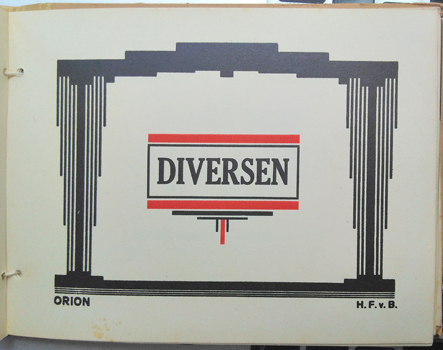 DIVERSEN
ORION
H. F. v. B.